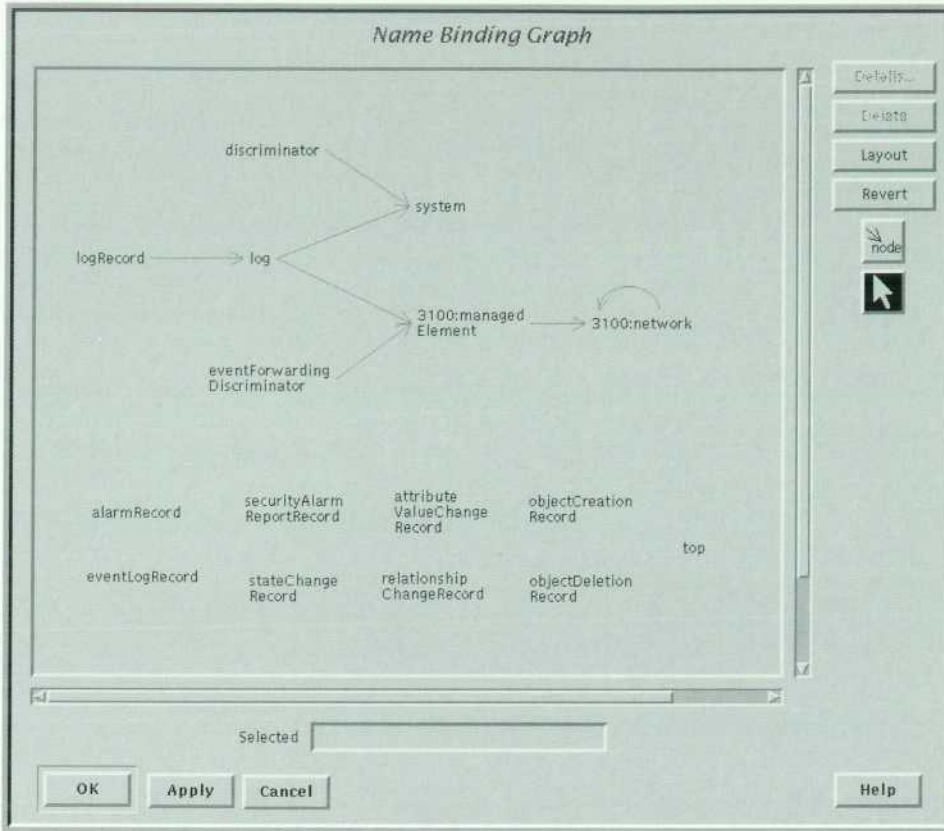 Name Binding Graph
Details...
Delete
Layout
Revert
node
discriminator
system
logRecord
log
3100:managed
Element
3100:network
eventForwarding
Discriminator
alarmRecord
securityAlarm
ReportRecord
attribute
ValueChange
Record
objectCreation
Record
top
eventLogRecord
stateChange
Record
relationship
ChangeRecord
objectDeletion
Record
Selected
OK
Apply
Cancel
Help